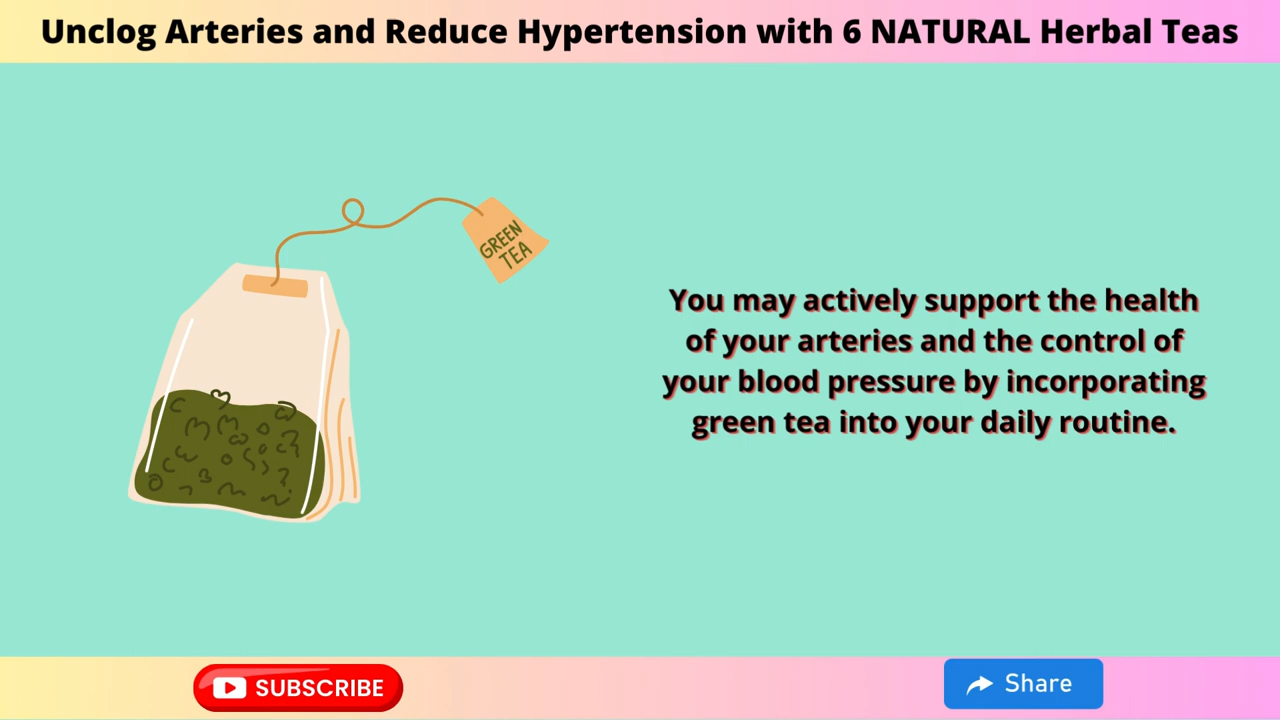 Unclog Arteries and Reduce Hypertension with 6 NATURAL Herbal Teas
GREEN
TEA
You may actively support the health
of your arteries and the control of
your blood pressure by incorporating
green tea into your daily routine.
SUBSCRIBE
Share